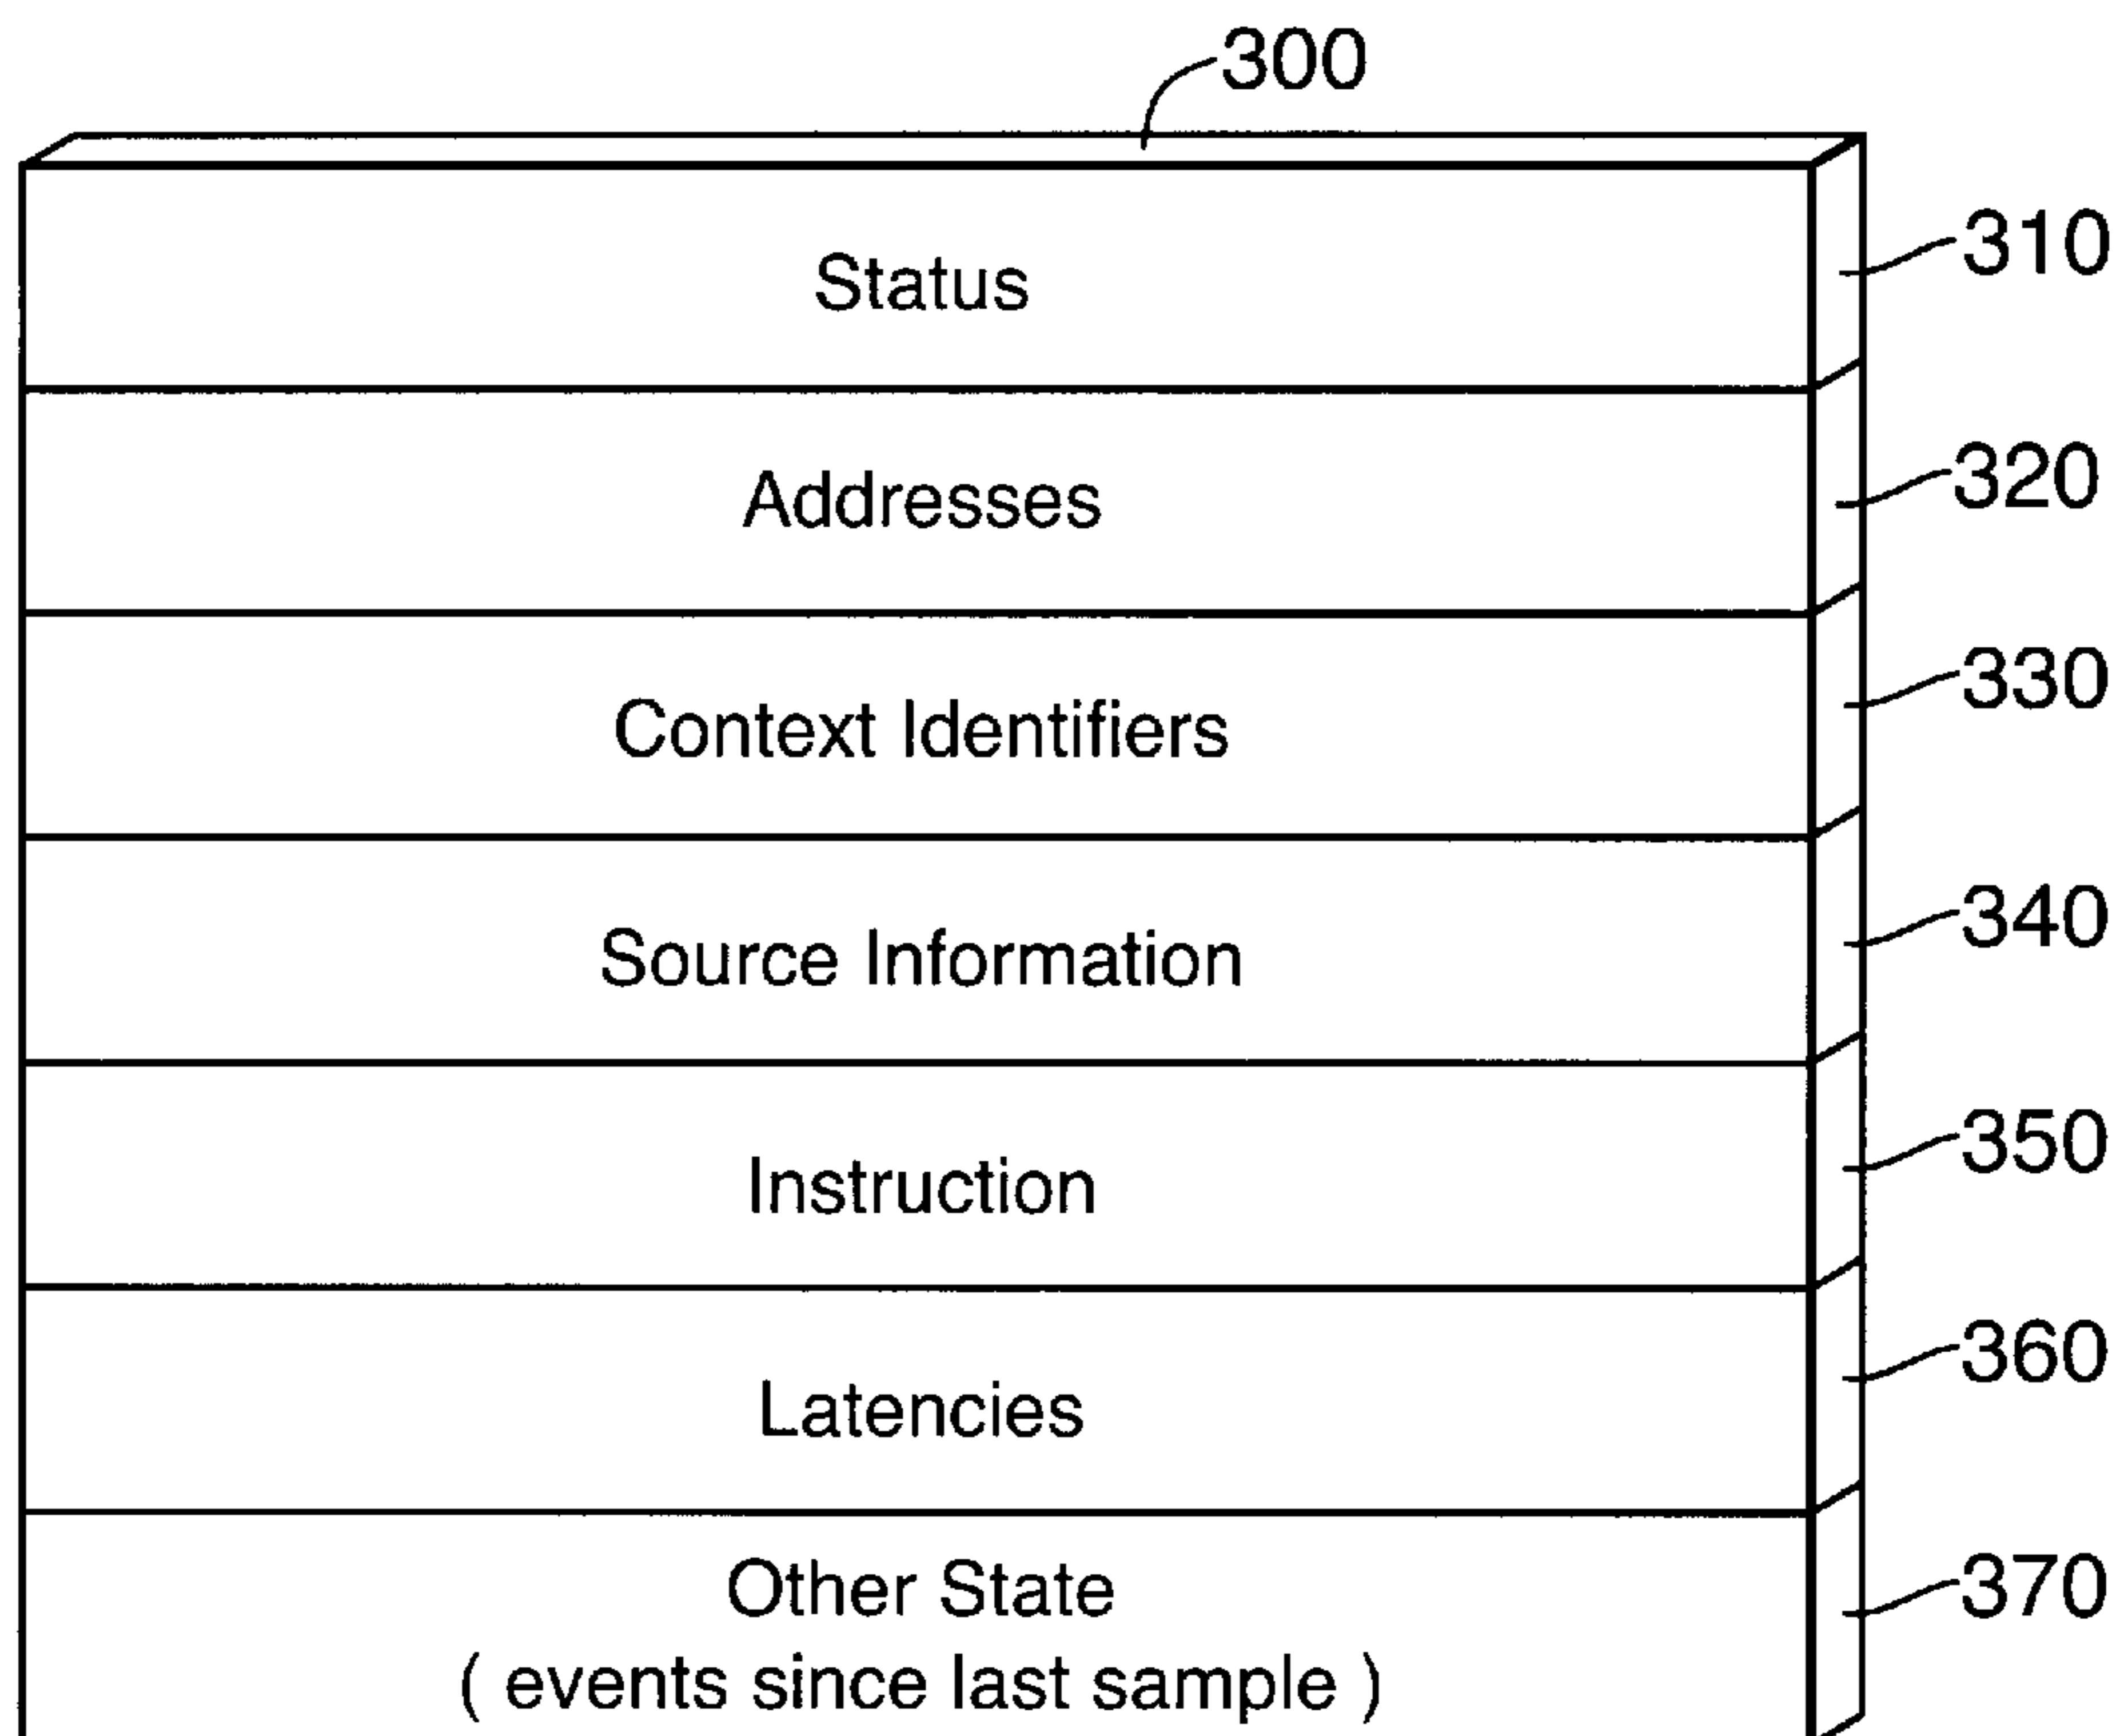 300
Status
310
Addresses
320
Context Identifiers
330
Source Information
340
Instruction
350
Latencies
360
Other State
370
( events since last sample )